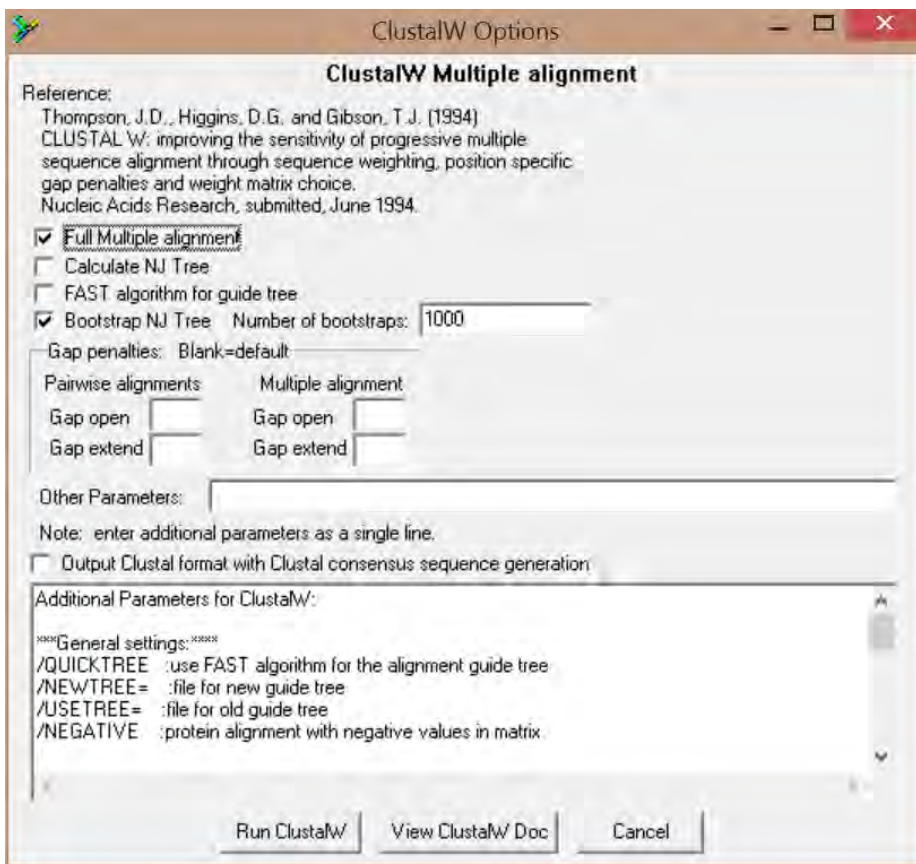 ClustalW Options
ClustalW Multiple alignment
Reference:
Thompson, J.D., Higgins, D.G. and Gibson, T.J. (1994)
CLUSTAL W: improving the sensitivity of progressive multiple
sequence alignment through sequence weighting, position specific
gap penalties and weight matrix choice.
Nucleic Acids Research, submitted, June 1994.
Full Multiple alignment
Calculate NJ Tree
FAST algorithm for guide tree
Bootstrap NJ Tree Number of bootstraps: 1000
Gap penalties: Blank=default
Pairwise alignments Multiple alignment
Gap open Gap open
Gap extend Gap extend
Other Parameters:
Note: enter additional parameters as a single line.
Output Clustal format with Clustal consensus sequence generation
Additional Parameters for ClustalW:
***General settings:****
/QUICKTREE :use FAST algorithm for the alignment guide tree
/NEWTREE= :file for new guide tree
/USETREE= :file for old guide tree
/NEGATIVE :protein alignment with negative values in matrix
Run ClustalW View ClustalW Doc Cancel